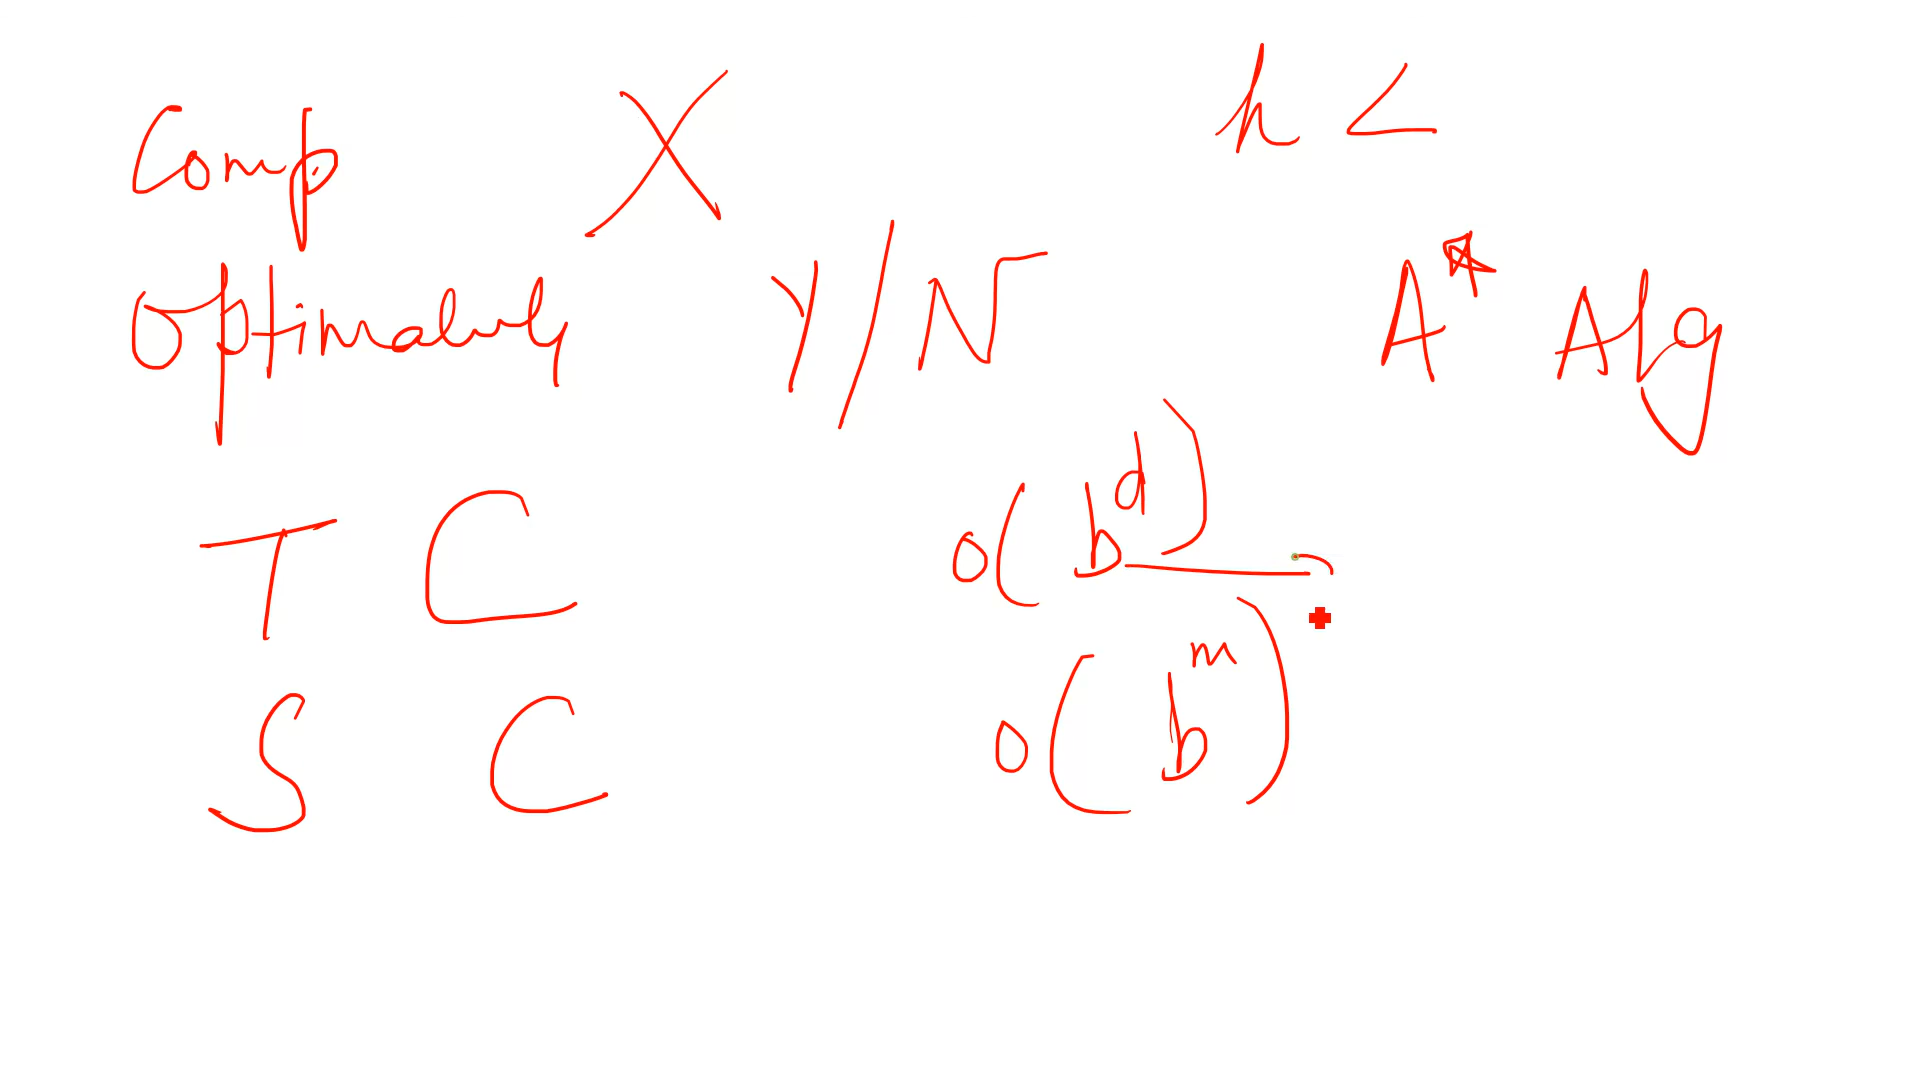 Comp X h <
Optimality Y/N A* Alg
T C O(b^d)
S C O(b^m)